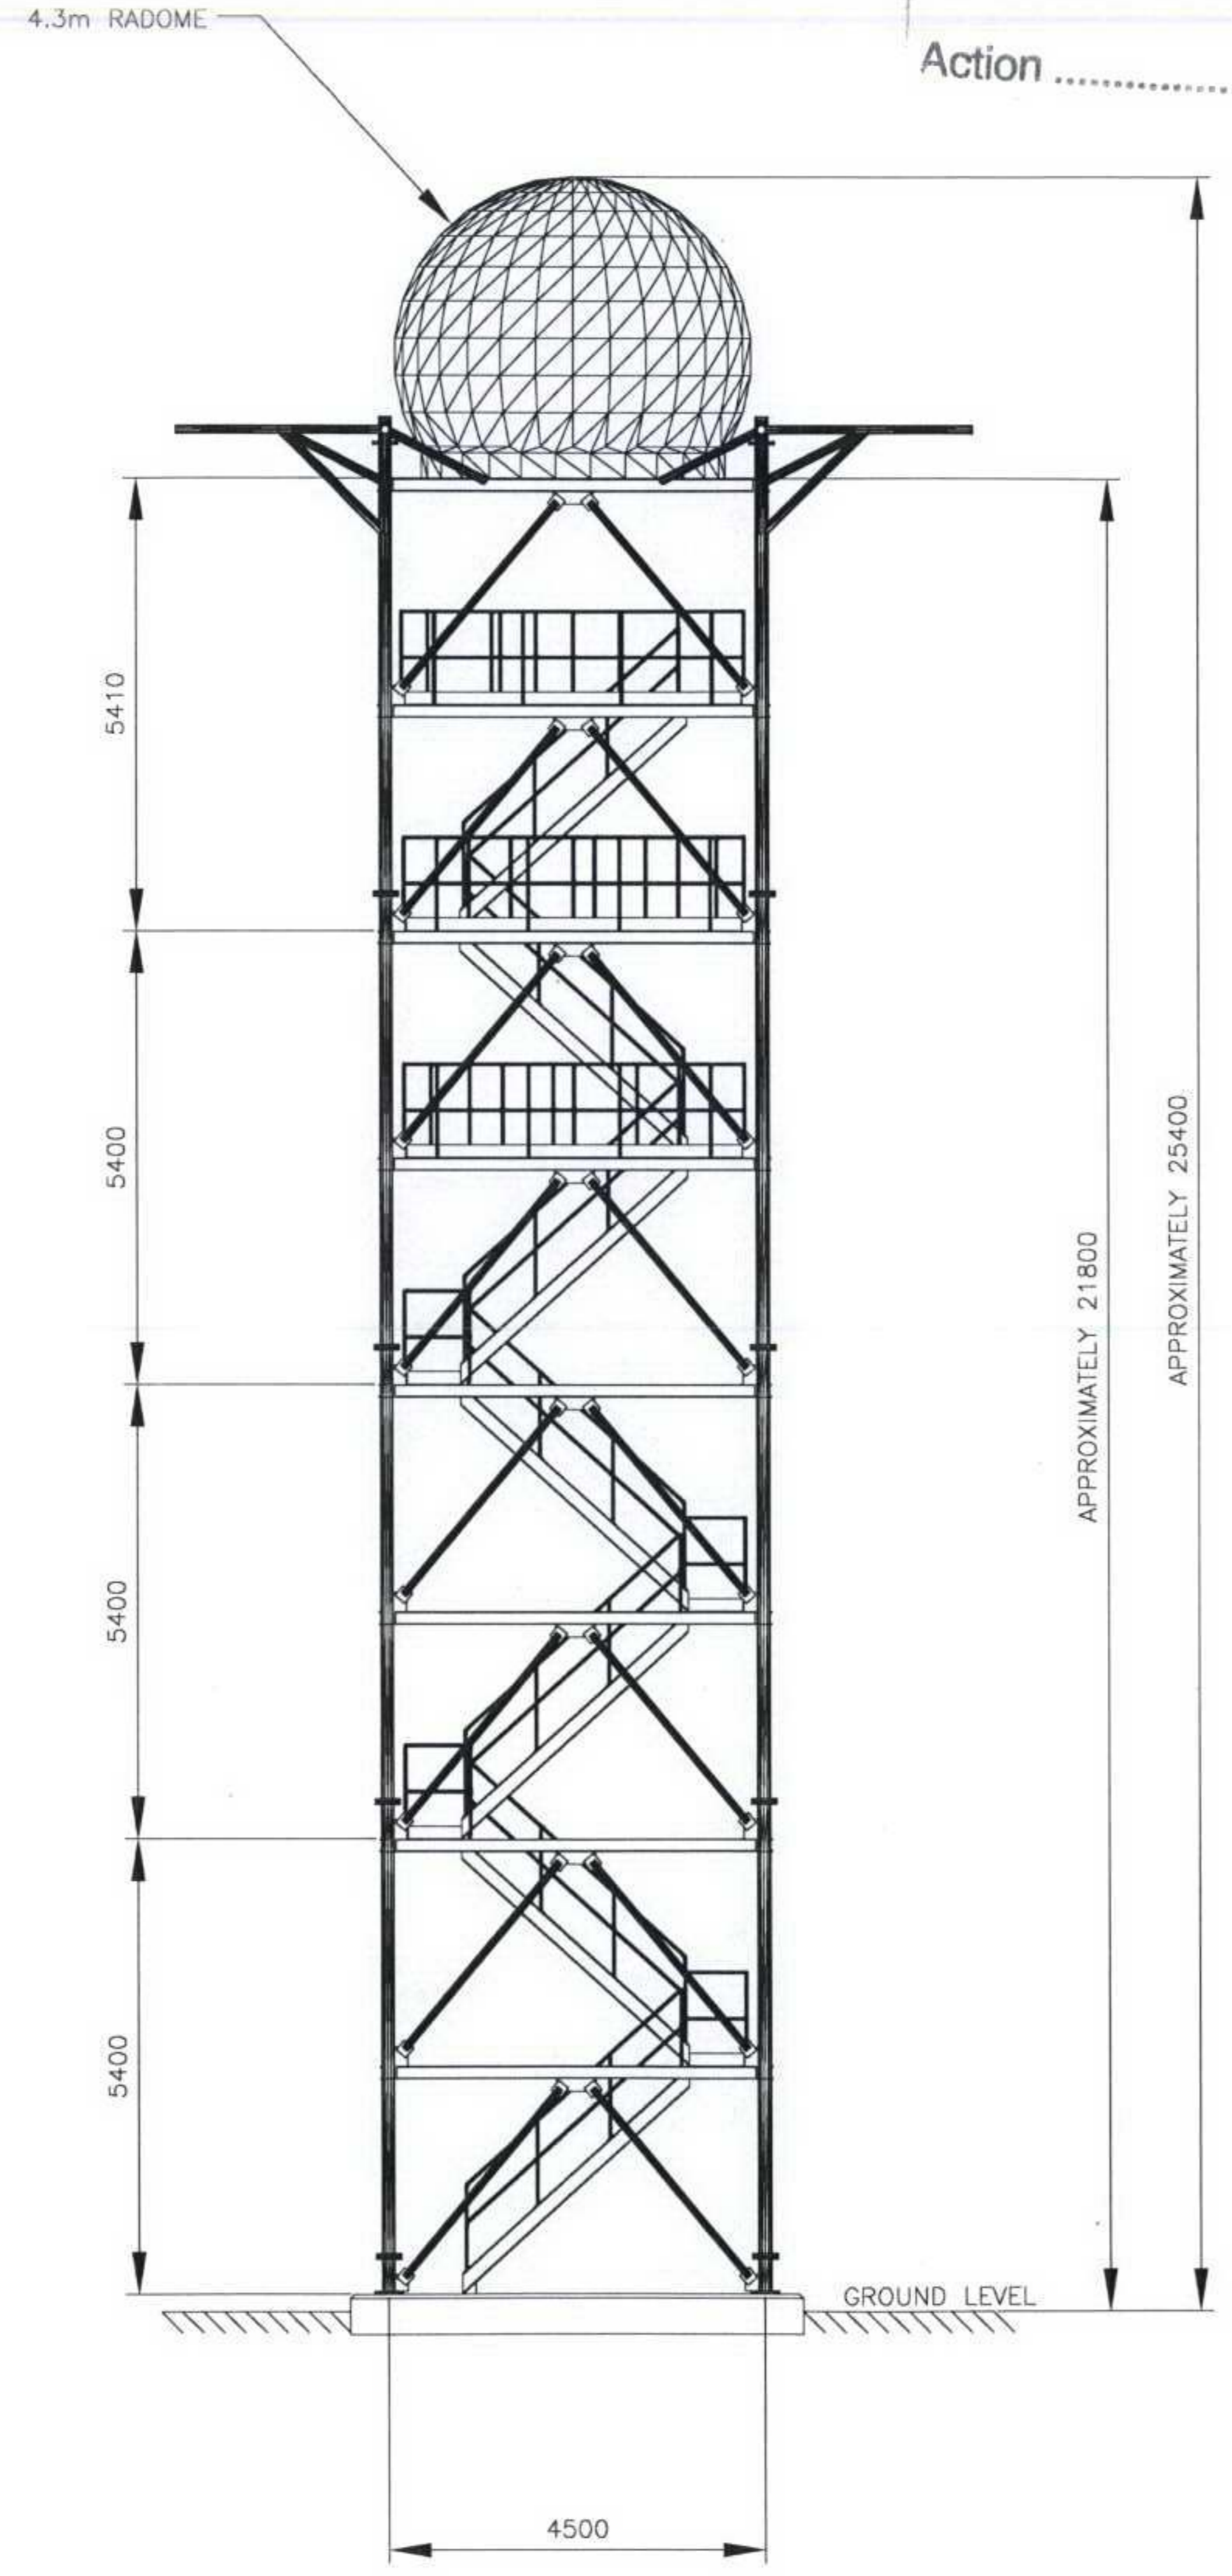 4.3m RADOME
Action
5410
5400
5400
5400
APPROXIMATELY 21800
APPROXIMATELY 25400
GROUND LEVEL
4500